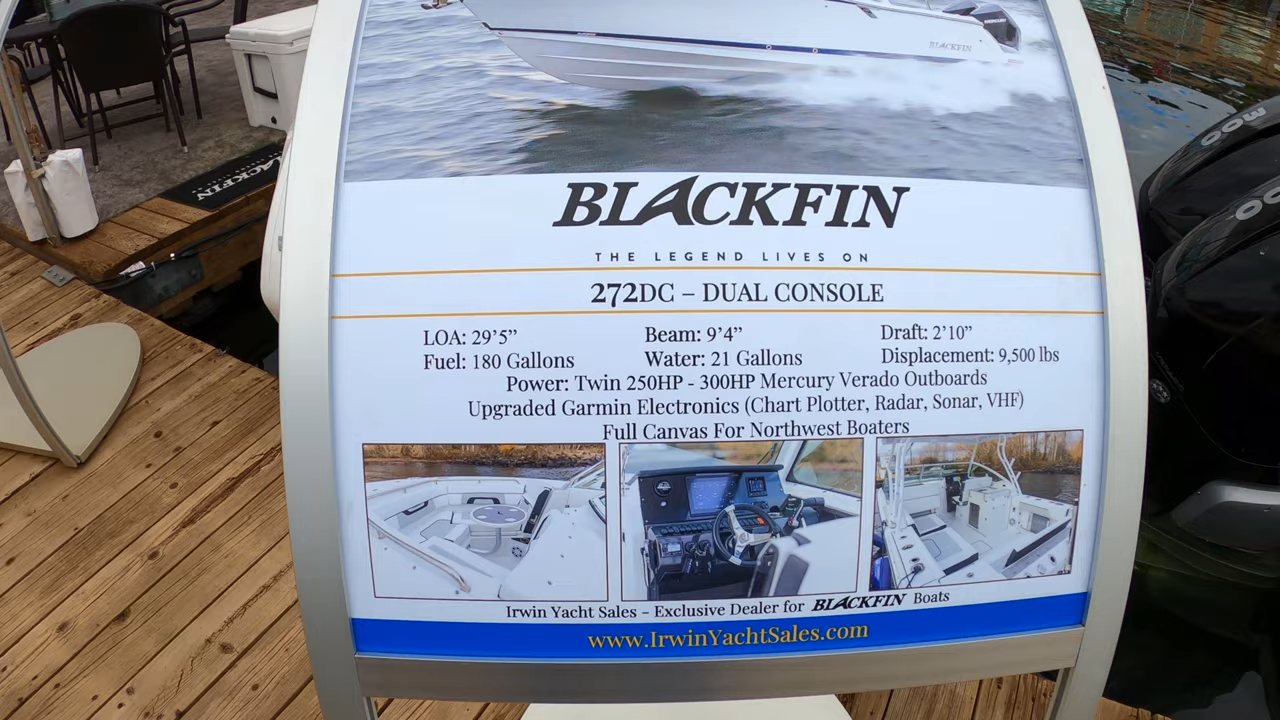 BLACKFIN
BLACKFIN
300
BLACKFIN
THE LEGEND LIVES ON
272DC – DUAL CONSOLE
LOA: 29’5” Beam: 9’4” Draft: 2’10”
Fuel: 180 Gallons Water: 21 Gallons Displacement: 9,500 lbs
Power: Twin 250HP - 300HP Mercury Verado Outboards
Upgraded Garmin Electronics (Chart Plotter, Radar, Sonar, VHF)
Full Canvas For Northwest Boaters
Irwin Yacht Sales – Exclusive Dealer for BLACKFIN Boats
www.IrwinYachtSales.com